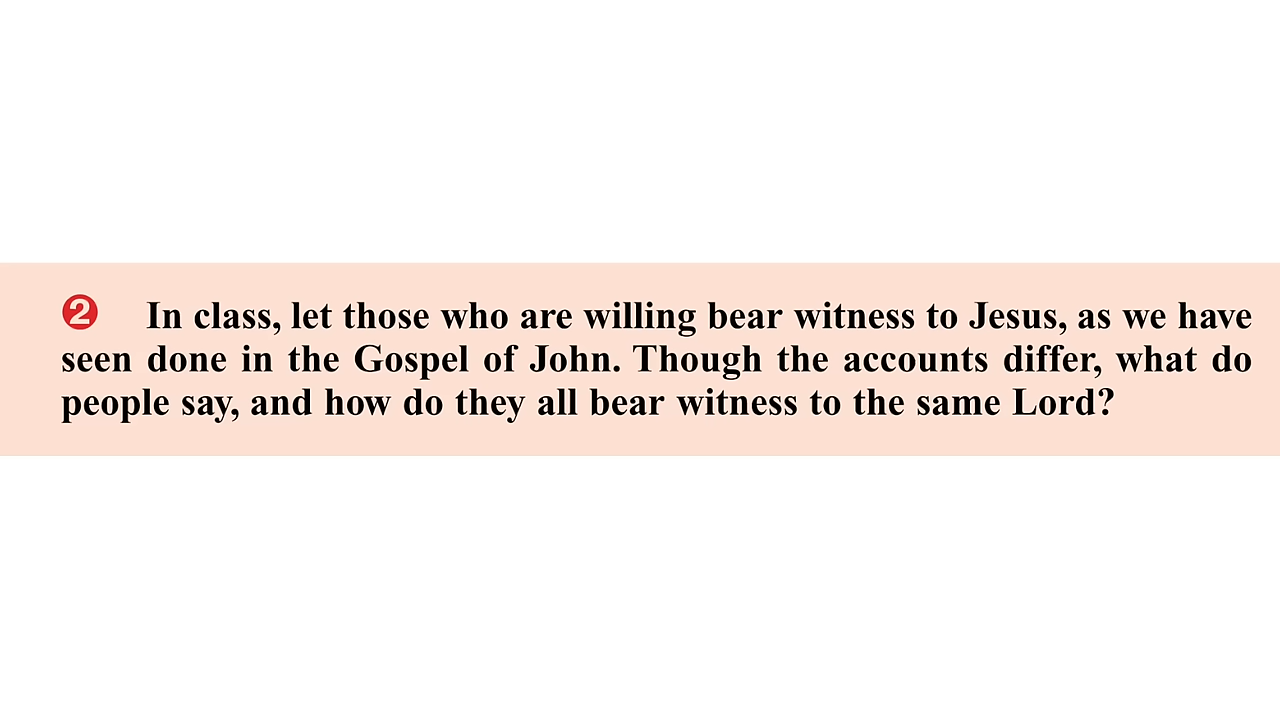 ❷ In class, let those who are willing bear witness to Jesus, as we have
seen done in the Gospel of John. Though the accounts differ, what do
people say, and how do they all bear witness to the same Lord?